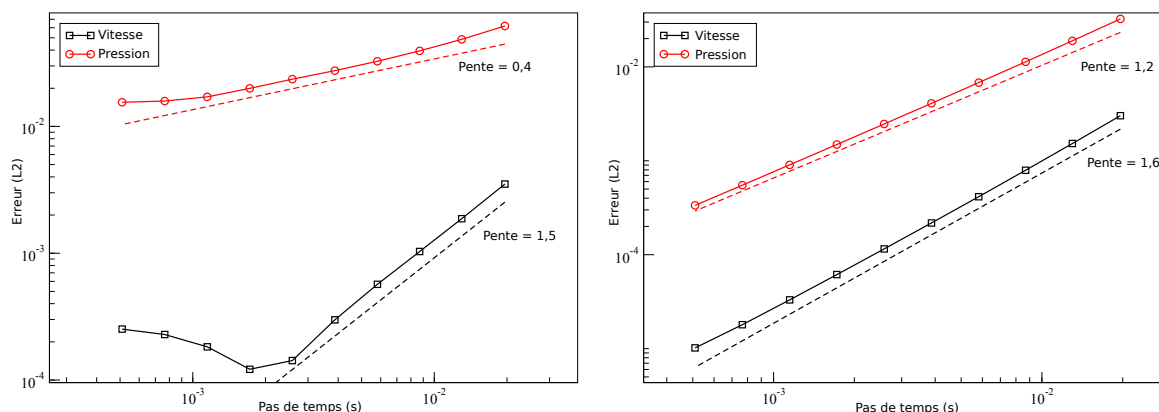 Vitesse
Pression
Pente = 0,4
Pente = 1,5
10⁻²
10⁻³
10⁻⁴
10⁻³
10⁻²
Erreur (L2)
Pas de temps (s)
Vitesse
Pression
Pente = 1,2
Pente = 1,6
10⁻²
10⁻⁴
10⁻³
10⁻²
Erreur (L2)
Pas de temps (s)